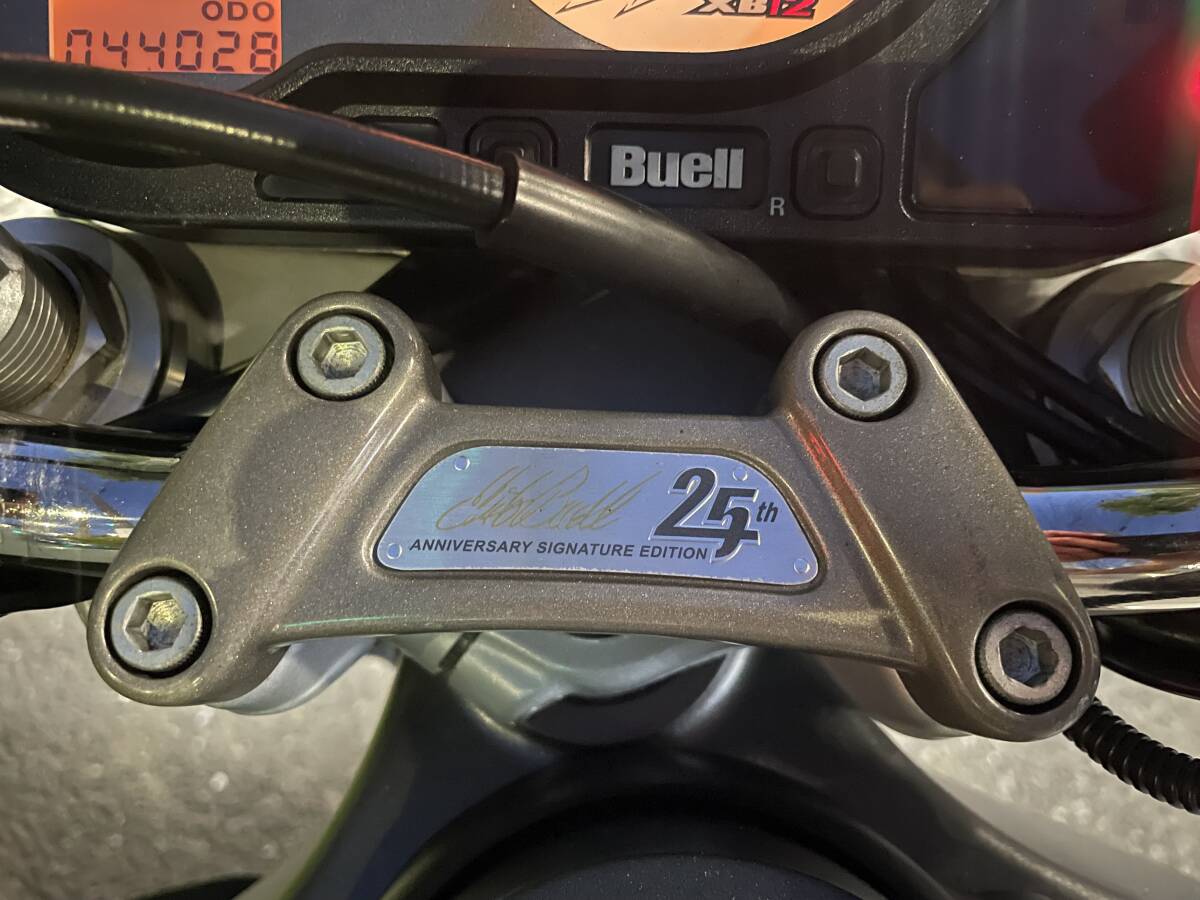 ODO
044028
XB12
Buell
R
25th
ANNIVERSARY SIGNATURE EDITION